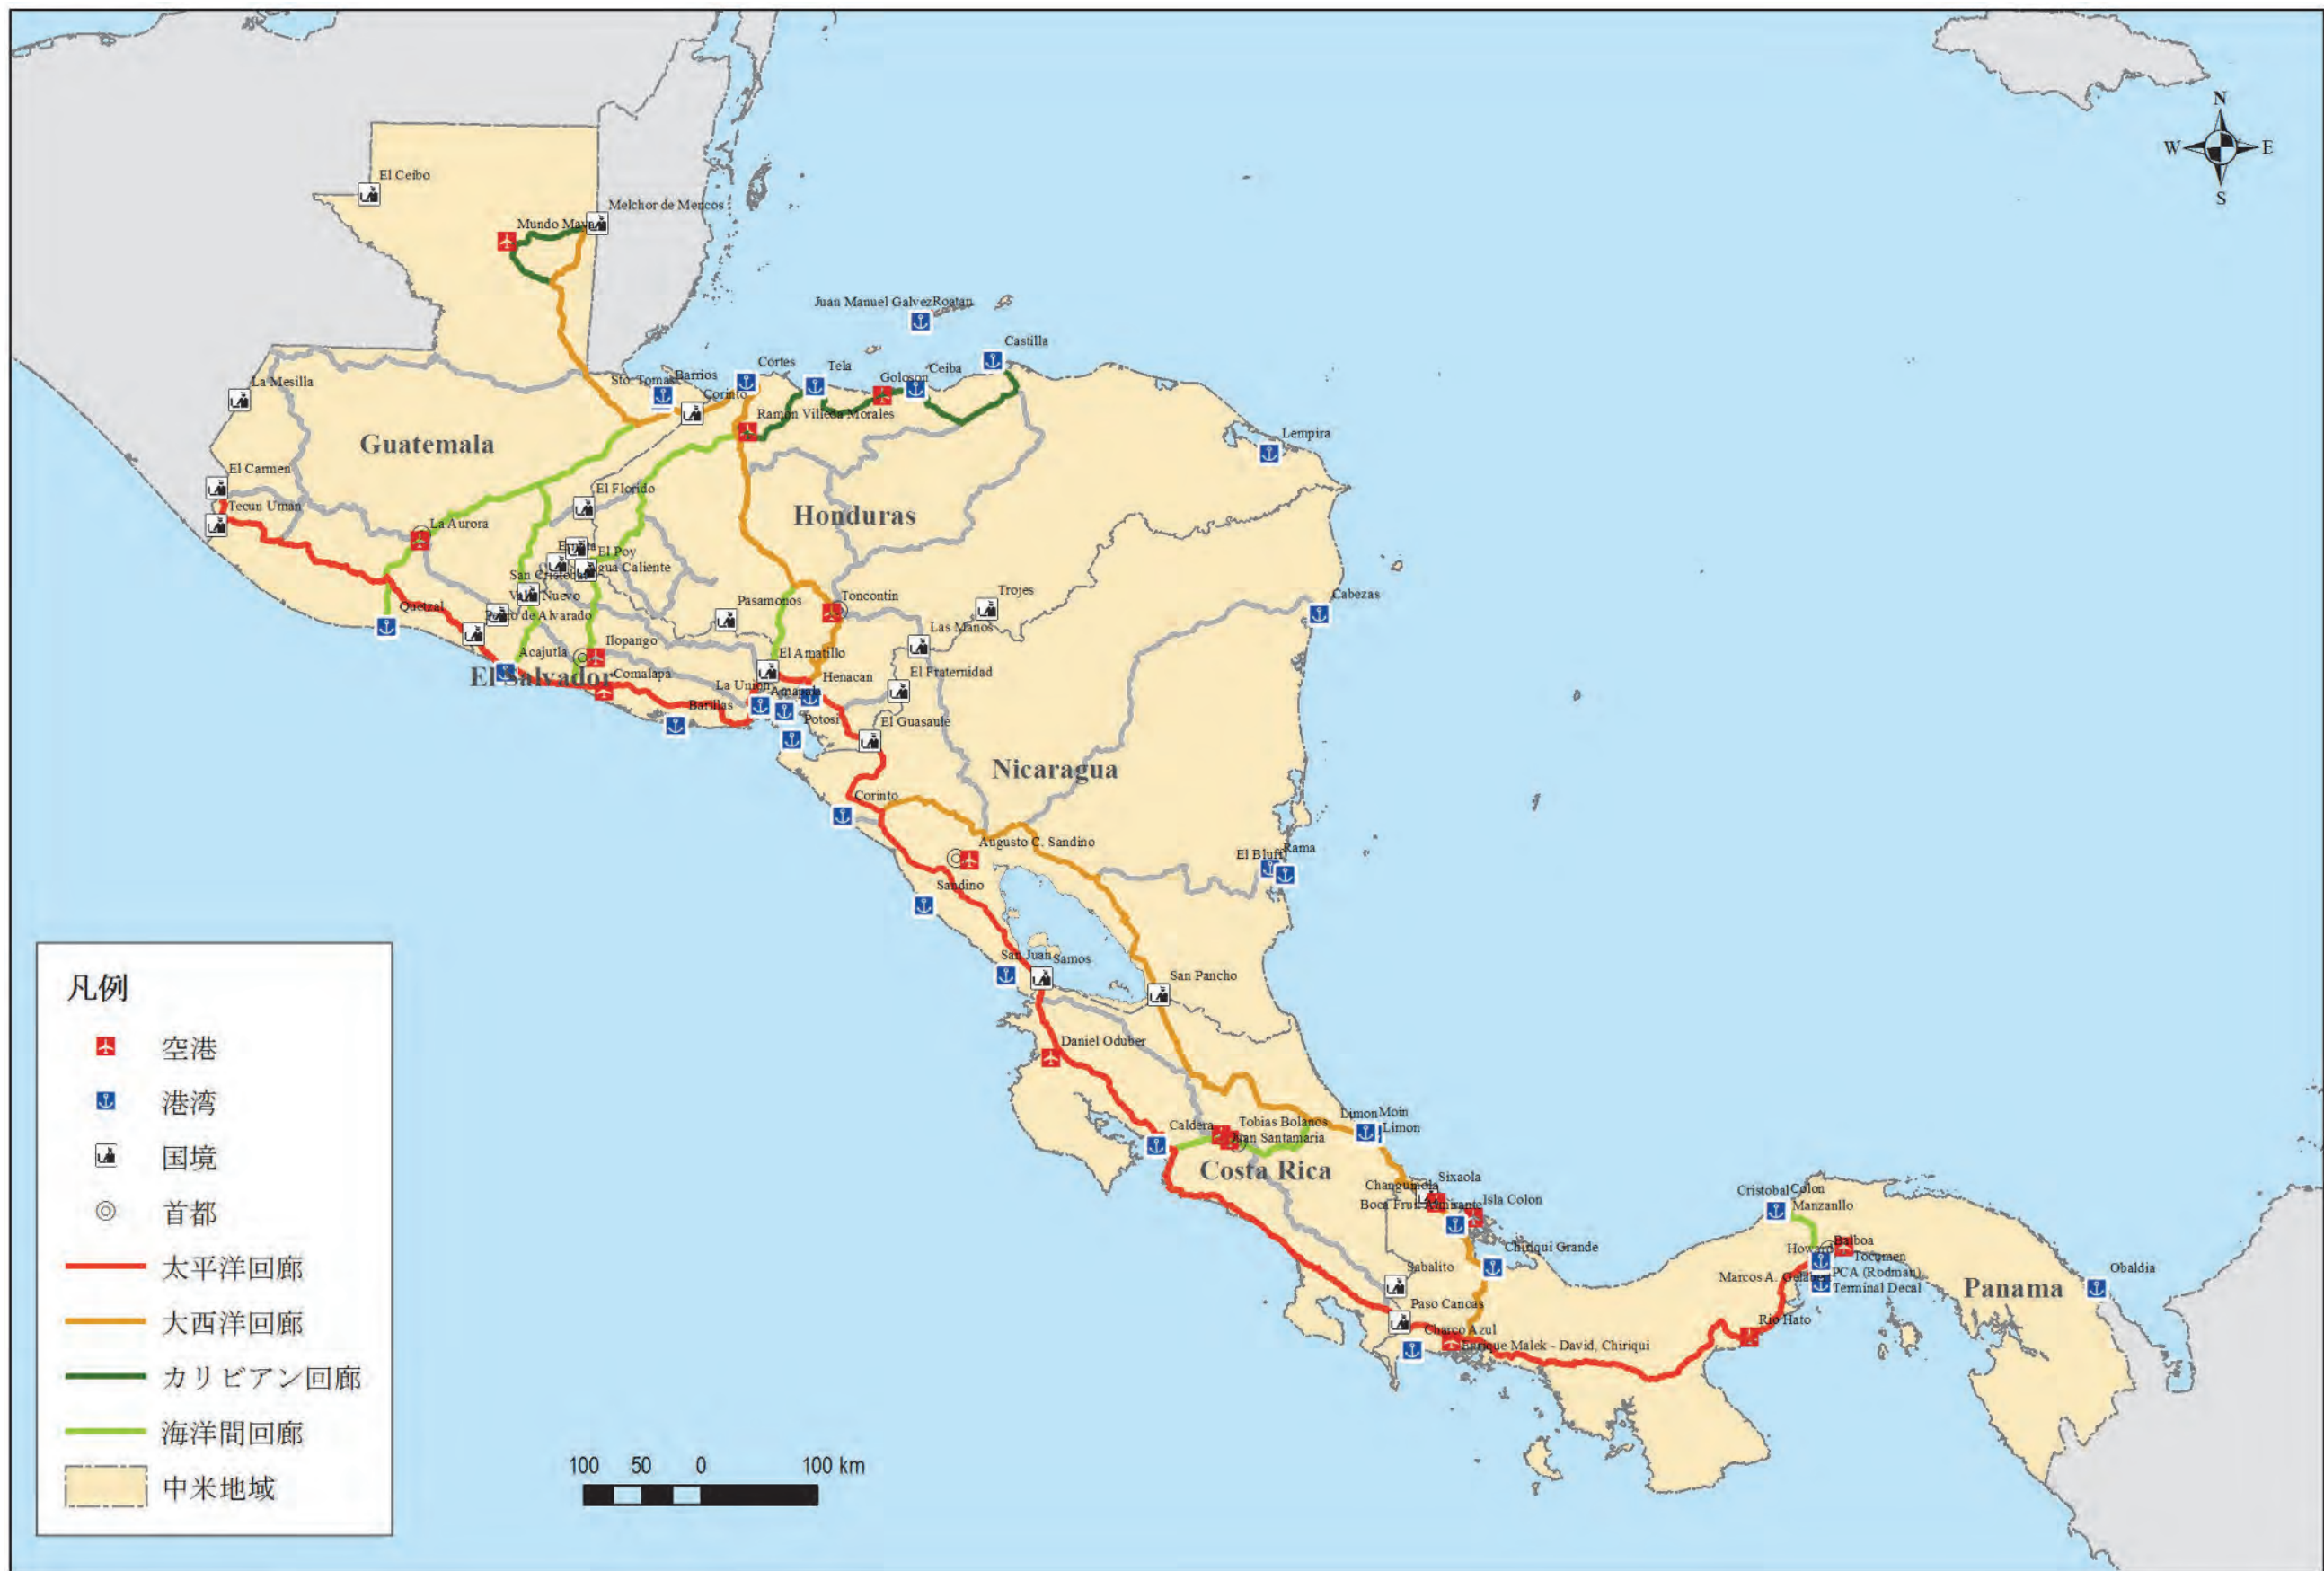 N
W E
S
El Ceibo
Melchor de Mencos
Mundo Maya
Juan Manuel Galvez Roatan
Castilla
Cortes
Tela
Ceiba
Goloson
La Mesilla
Sto. Tomas
Barrios
Corinto
Ramon Villeda Morales
Lempira
Guatemala
El Carmen
El Florido
Tecun Uman
Honduras
La Aurora
El Poy
Agua Caliente
San Cristobal
Valle Nuevo
Pasamonos
Toncontin
Trojes
Cabezas
Quetzal
Pedro de Alvarado
Las Manos
Ilopango
Acajutla
El Amatillo
El Fraternidad
El Salvador
Comalapa
Henacan
La Union
Amapala
Barillas
Potosi
El Guasaule
Nicaragua
Corinto
Augusto C. Sandino
El Bluff
Rama
Sandino
San Juan
Samos
San Pancho
Daniel Oduber
Caldera
Tobias Bolanos
Juan Santamaria
Limon
Moin
Limon
Costa Rica
Sixaola
Changuinola
Isla Colon
Boca Fruit
Almirante
Cristobal
Colon
Manzanllo
Chiriqui Grande
Sabalito
Balboa
Howard
Tocumen
Marcos A. Gelabert
PCA (Rodman)
Terminal Decal
Obaldia
Panama
Paso Canoas
Rio Hato
Charco Azul
Enrique Malek - David, Chiriqui
凡例
空港
港湾
国境
首都
太平洋回廊
大西洋回廊
カリビアン回廊
海洋間回廊
中米地域
100 50 0 100 km